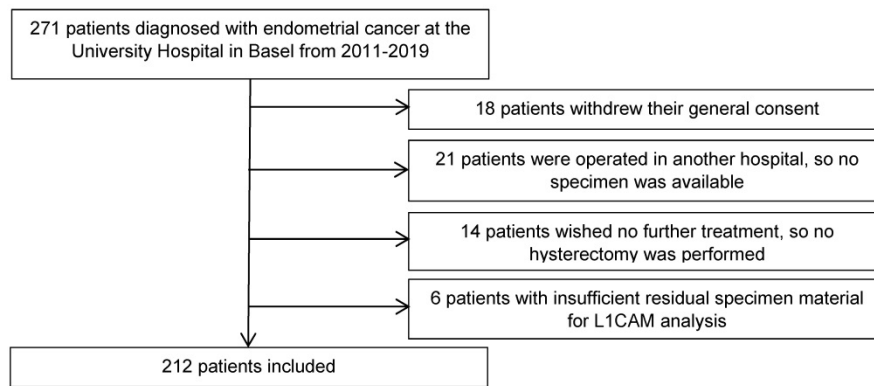 271 patients diagnosed with endometrial cancer at the
University Hospital in Basel from 2011-2019
18 patients withdrew their general consent
21 patients were operated in another hospital, so no
specimen was available
14 patients wished no further treatment, so no
hysterectomy was performed
6 patients with insufficient residual specimen material
for L1CAM analysis
212 patients included